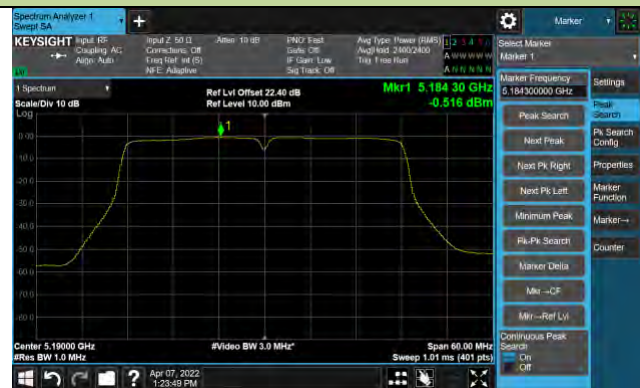 Spectrum Analyzer 1
Swept SA
Marker
KEYSIGHT
Input: RF
Coupling: AC
Align: Auto
Input Z: 50 Ω
Corrections: Off
Freq Ref: Int (S)
NFE: Adaptive
Atten: 10 dB
PNO: Fast
Gate: Off
IF Gain: Low
Sig Track: Off
Avg Type: Power (RMS)
Avg|Hold: 2400/2400
Trig: Free Run
1 2 3 4 5 6
A W W W W W
A N N N N N
Select Marker
Marker 1
1 Spectrum
Scale/Div 10 dB
Log
Ref Lvl Offset 22.40 dB
Ref Level 10.00 dBm
Mkr1 5.184 30 GHz
-0.516 dBm
1
0.00
-10.0
-20.0
-30.0
-40.0
-50.0
-60.0
Center 5.19000 GHz
#Res BW 1.0 MHz
#Video BW 3.0 MHz*
Span 60.00 MHz
Sweep 1.01 ms (401 pts)
Marker Frequency
5.184300000 GHz
Peak Search
Next Peak
Next Pk Right
Next Pk Left
Minimum Peak
Pk-Pk Search
Marker Delta
Mkr→CF
Mkr→Ref Lvl
Continuous Peak
Search
On
Off
Settings
Peak
Search
Pk Search
Config
Properties
Marker
Function
Marker→
Counter
Apr 07, 2022
1:23:49 PM